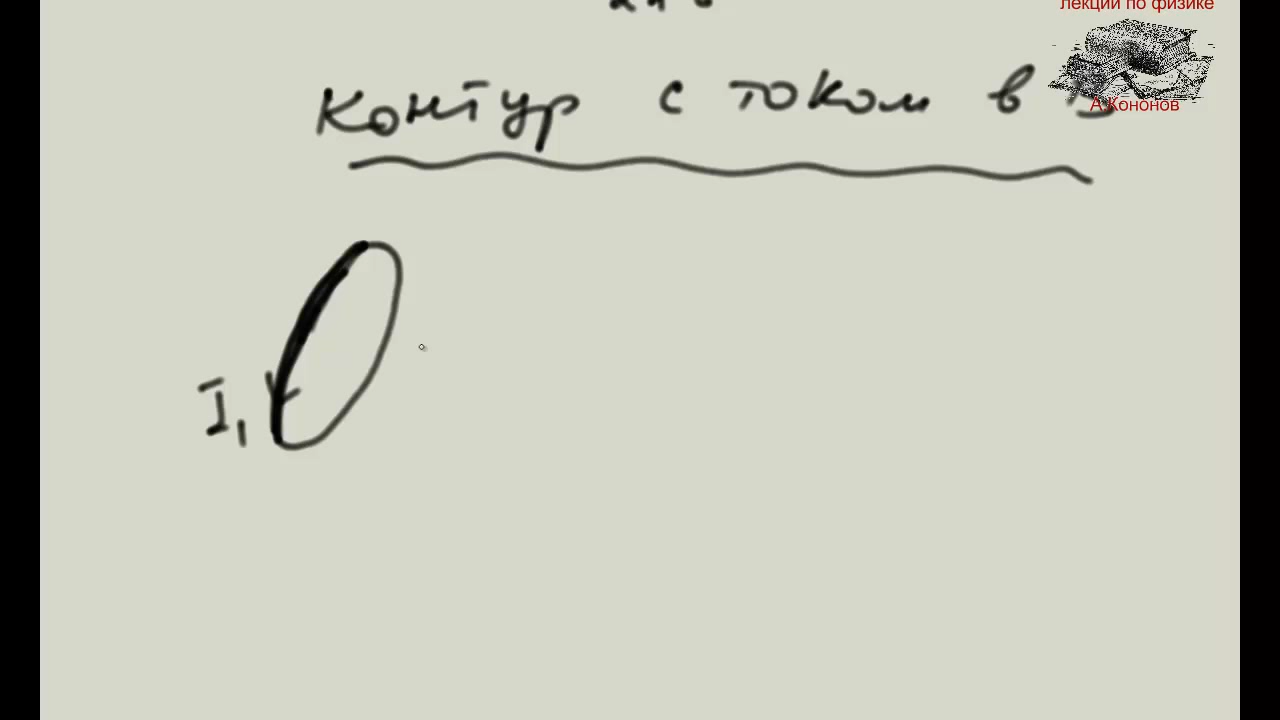 лекции по физике
Контур с током в B
А.Кононов
I₁